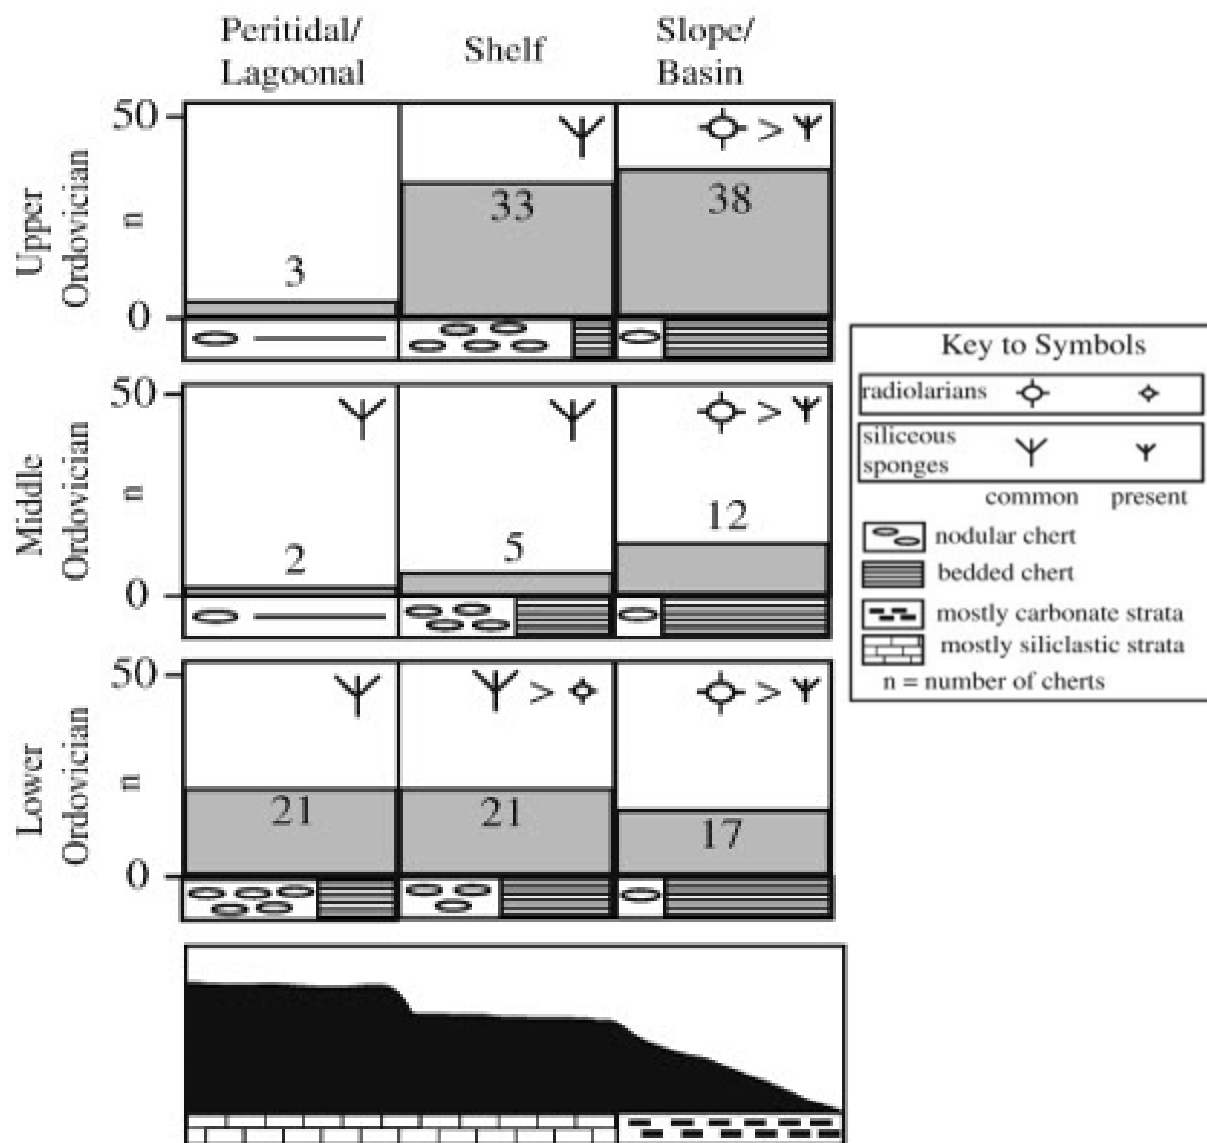 Peritidal/
Lagoonal
Shelf
Slope/
Basin
Upper
Ordovician
n
50
0
3
33
38
>
Middle
Ordovician
n
50
0
2
5
12
>
Lower
Ordovician
n
50
0
21
21
17
>
>
Key to Symbols
radiolarians
siliceous
sponges
common present
nodular chert
bedded chert
mostly carbonate strata
mostly siliclastic strata
n = number of cherts